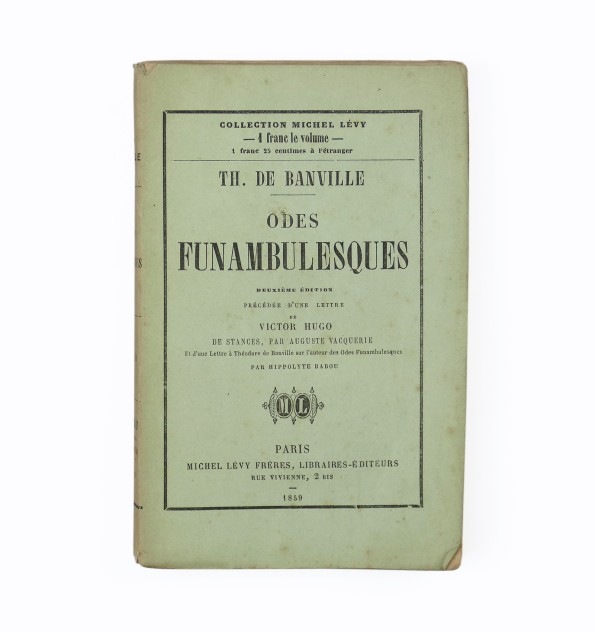 COLLECTION MICHEL LÉVY
— 1 franc le volume —
1 franc 25 centimes à l'étranger
TH. DE BANVILLE
ODES
FUNAMBULESQUES
DEUXIÈME ÉDITION
PRÉCÉDÉE D'UNE LETTRE
DE
VICTOR HUGO
DE STANCES, PAR AUGUSTE VACQUERIE
Et d'une Lettre à Théodore de Banville sur l'auteur des Odes Funambulesques
PAR HIPPOLYTE BABOU
ML
PARIS
MICHEL LÉVY FRÈRES, LIBRAIRES-ÉDITEURS
RUE VIVIENNE, 2 BIS
—
1859